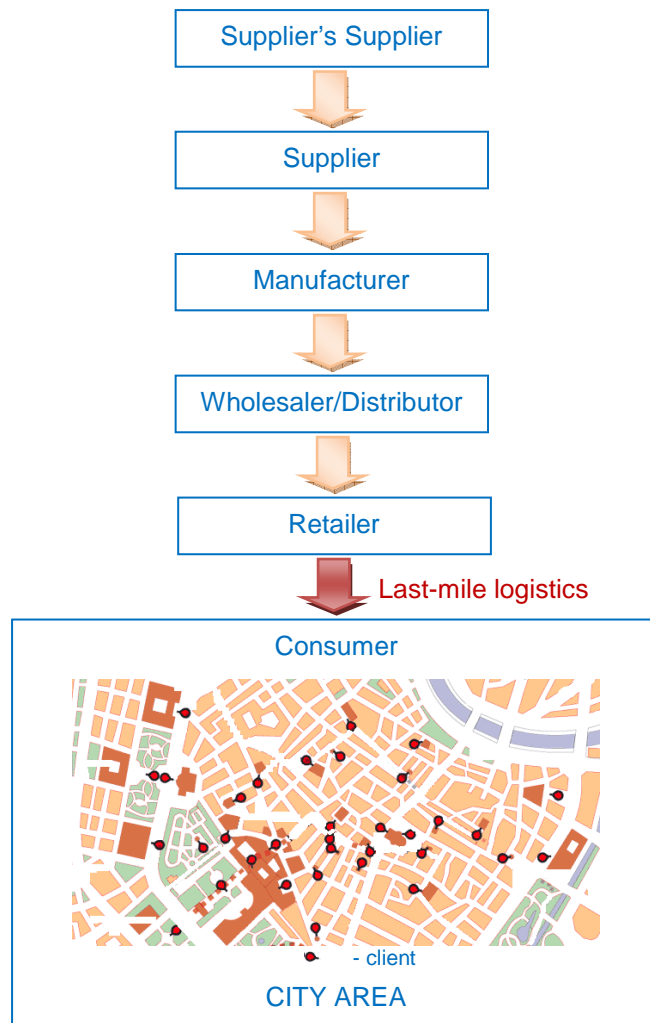 Supplier’s Supplier
Supplier
Manufacturer
Wholesaler/Distributor
Retailer
Last-mile logistics
Consumer
- client
CITY AREA